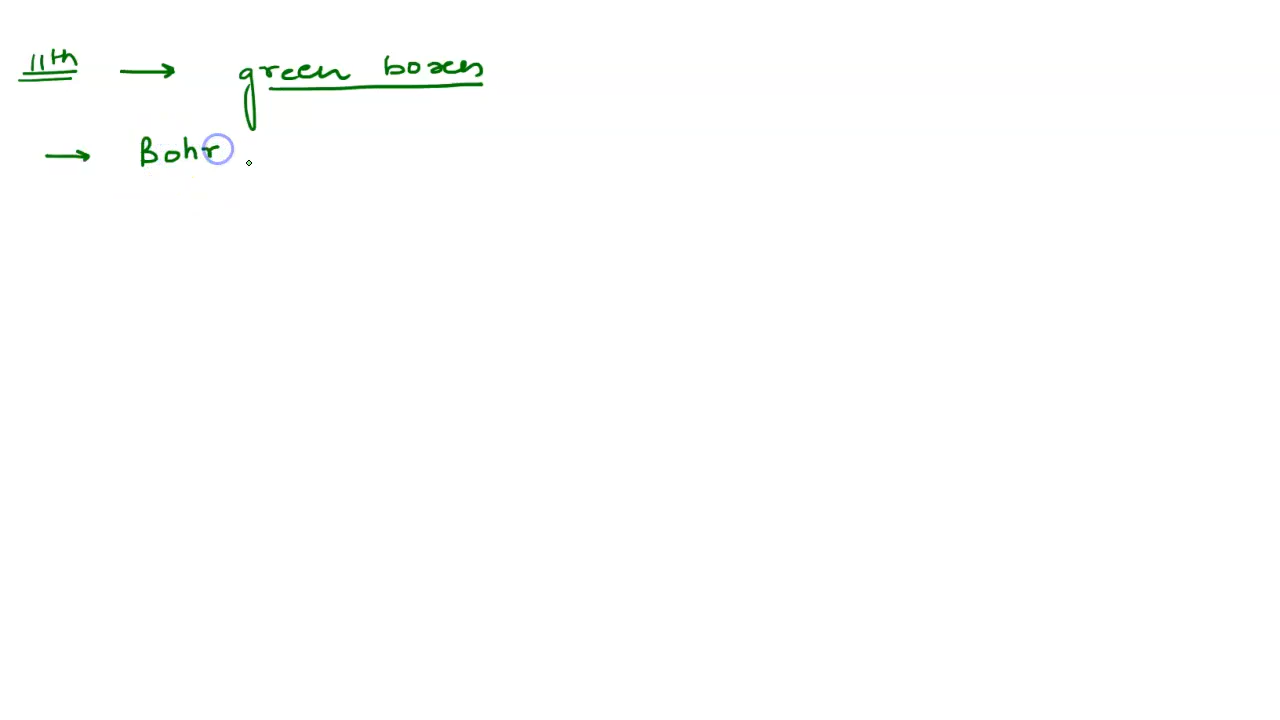 11th → green boxes
→ Bohr